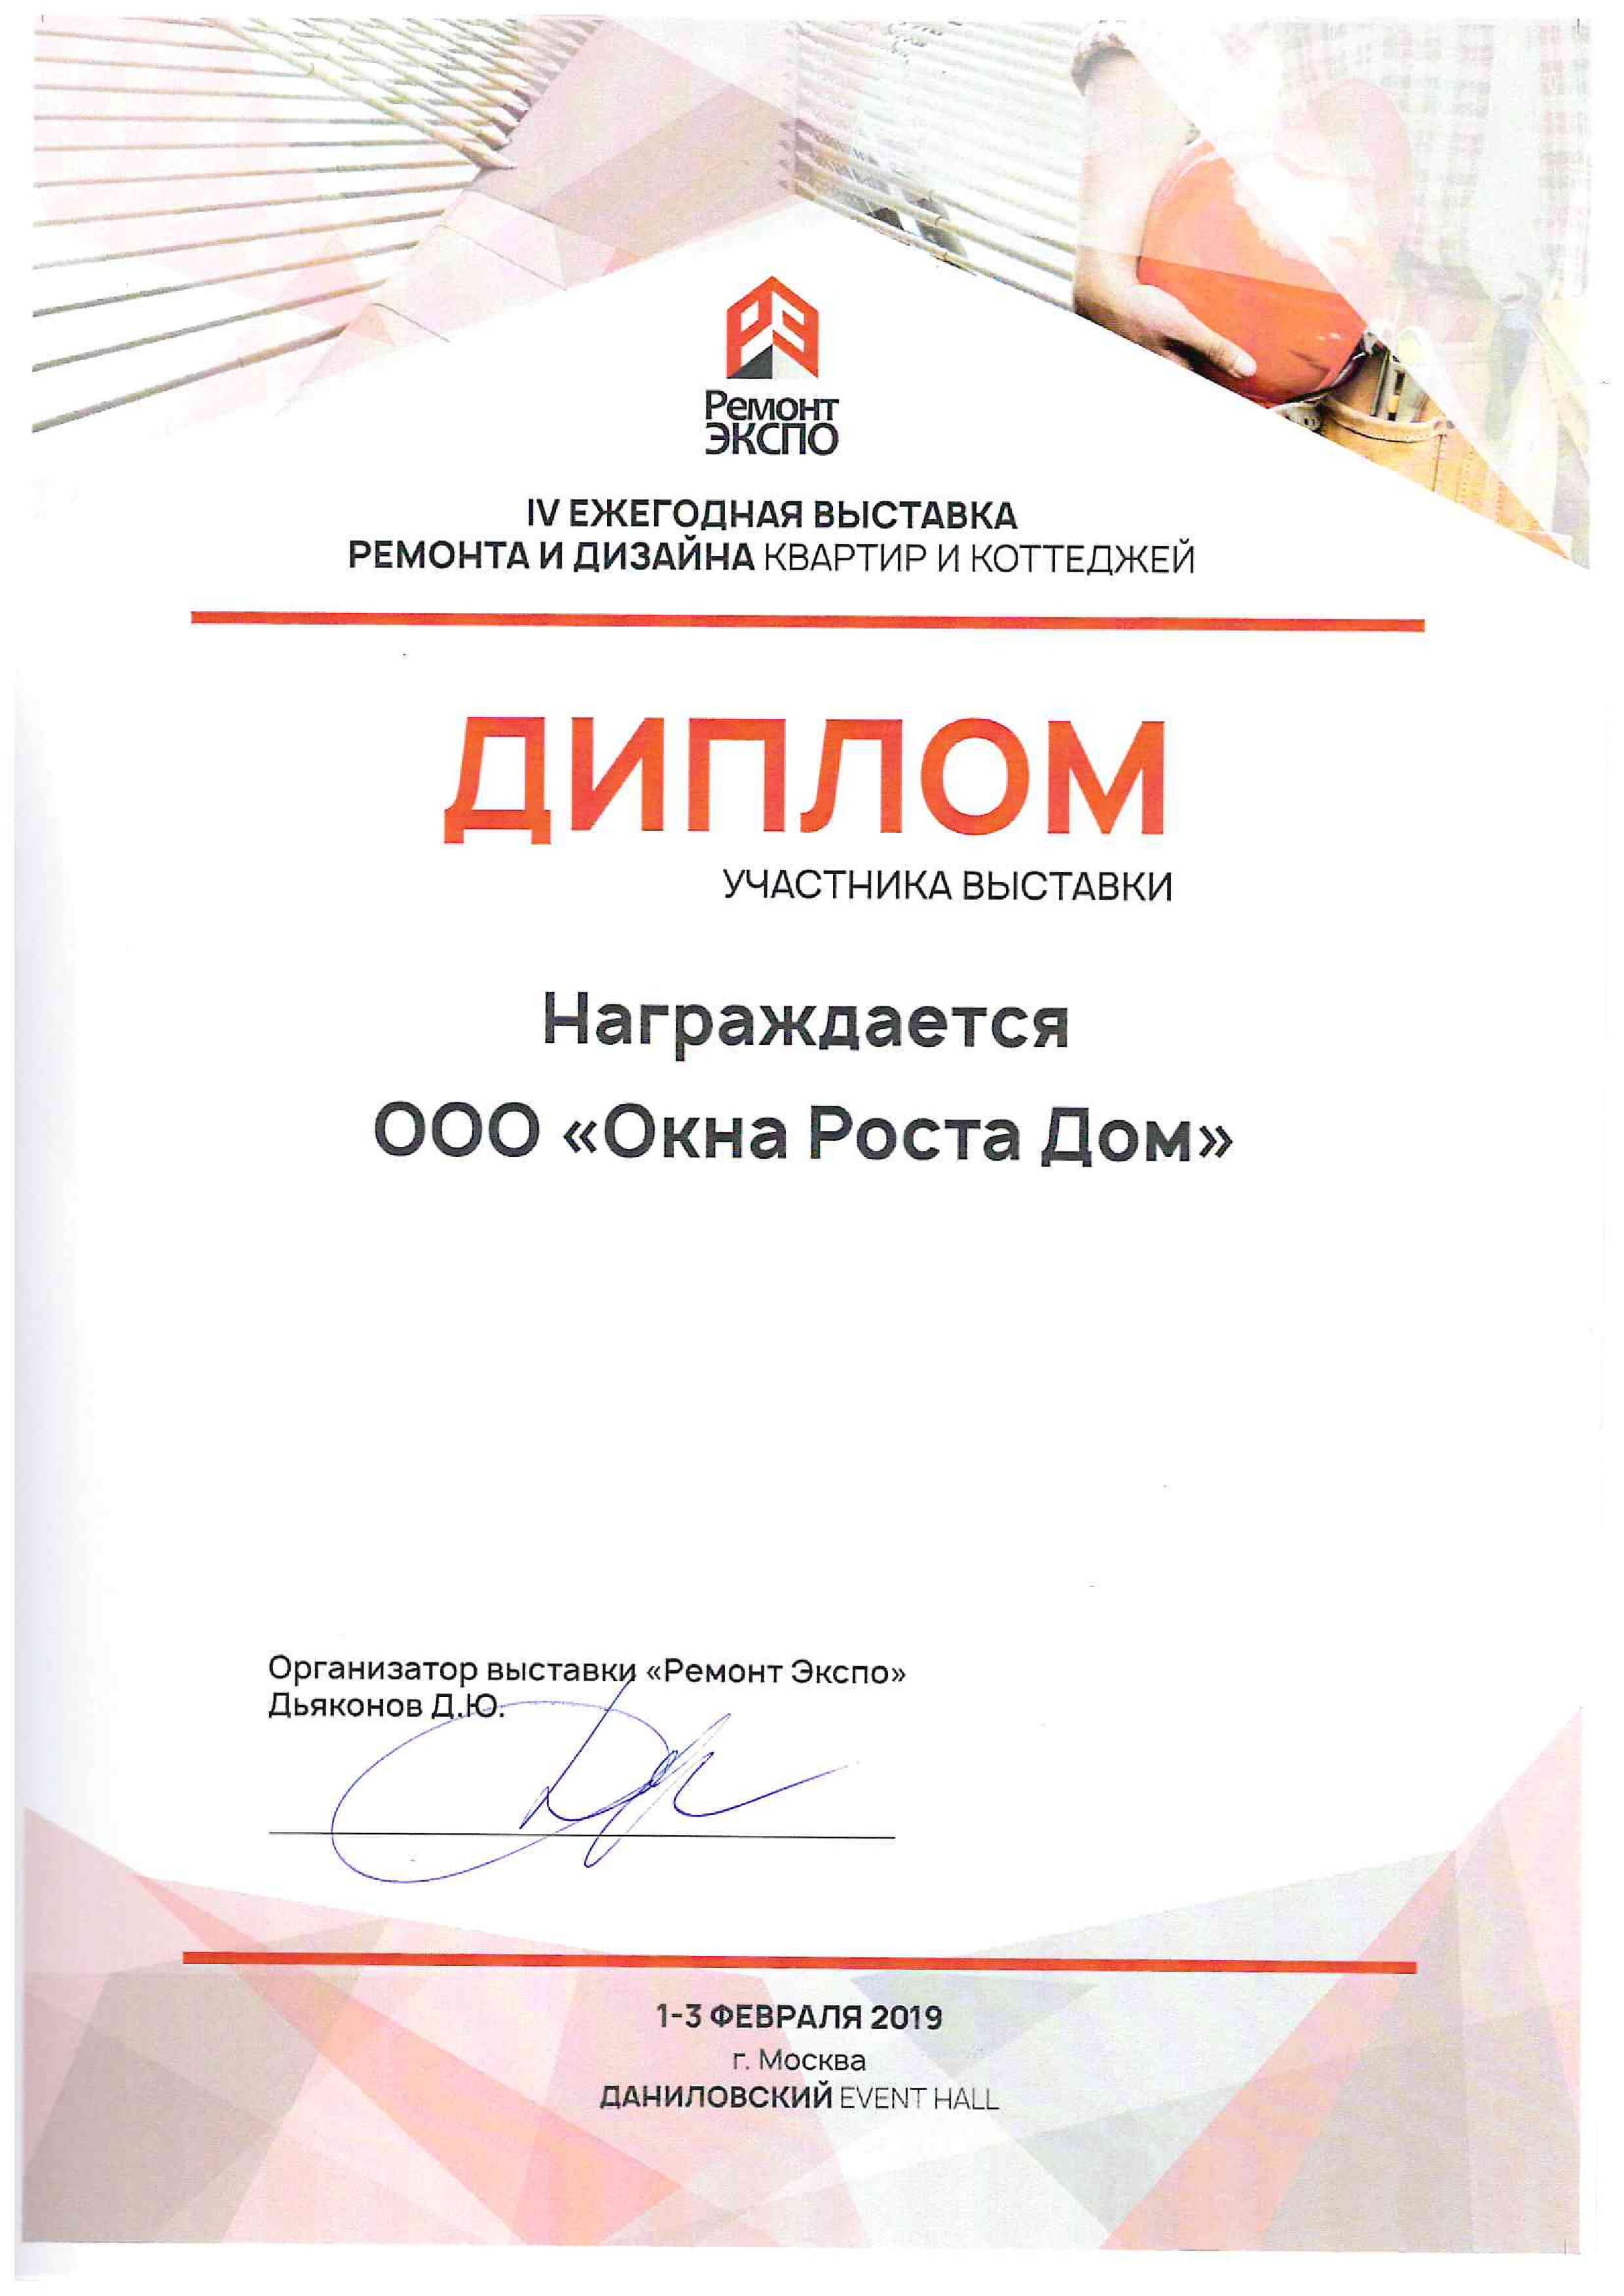 Ремонт
ЭКСПО
IV ЕЖЕГОДНАЯ ВЫСТАВКА
РЕМОНТА И ДИЗАЙНА КВАРТИР И КОТТЕДЖЕЙ
ДИПЛОМ
УЧАСТНИКА ВЫСТАВКИ
Награждается
ООО «Окна Роста Дом»
Организатор выставки «Ремонт Экспо»
Дьяконов Д.Ю.
1-3 ФЕВРАЛЯ 2019
г. Москва
ДАНИЛОВСКИЙ EVENT HALL